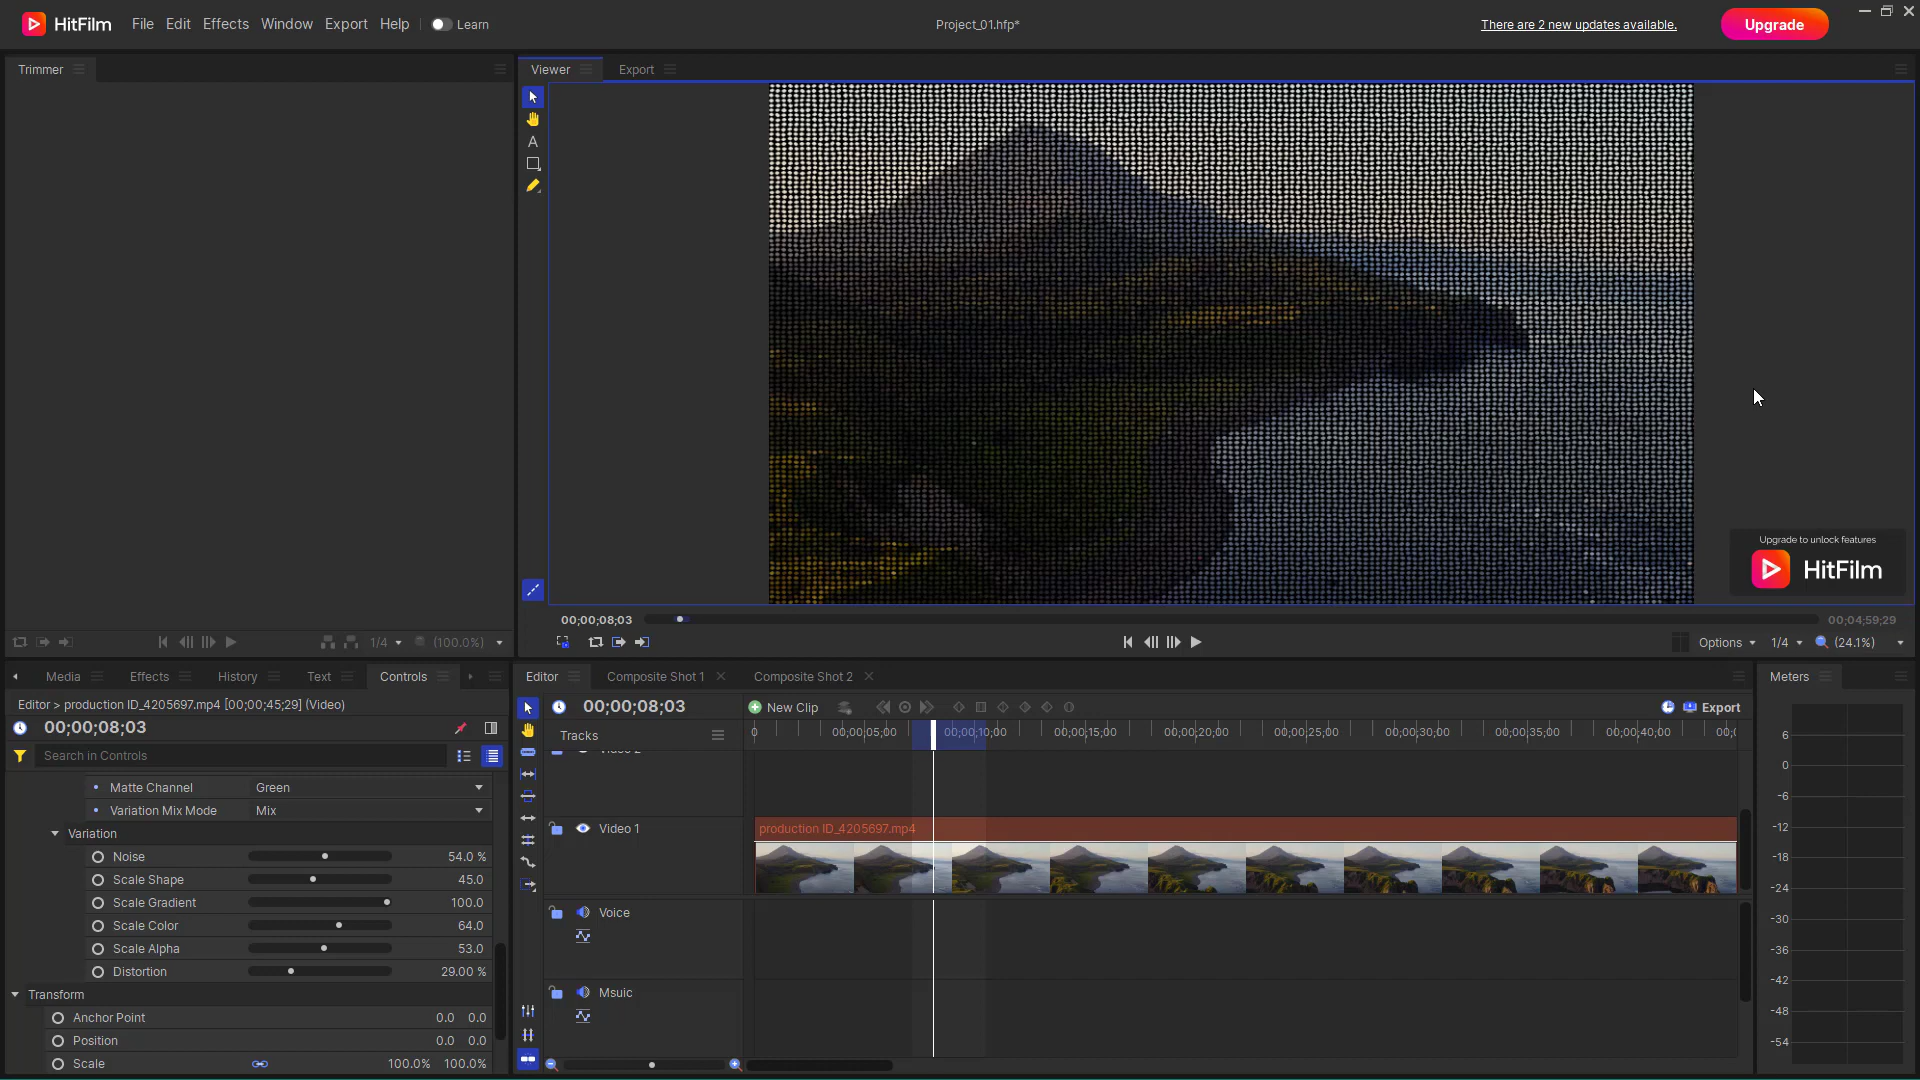 HitFilm File Edit Effects Window Export Help Learn Project_01.hfp* There are 2 new updates available. Upgrade
Trimmer
Viewer Export
A
Upgrade to unlock features
HitFilm
00;00;08;03 00;04;59;29
1/4 (100.0%)
Options 1/4 (24.1%)
Media Effects History Text Controls
Editor > production ID_4205697.mp4 [00;00;45;29] (Video)
00;00;08;03
Search in Controls
Matte Channel Green
Variation Mix Mode Mix
Variation
Noise 54.0 %
Scale Shape 45.0
Scale Gradient 100.0
Scale Color 64.0
Scale Alpha 53.0
Distortion 29.00 %
Transform
Anchor Point 0.0 0.0
Position 0.0 0.0
Scale 100.0% 100.0%
Editor Composite Shot 1 Composite Shot 2
00;00;08;03 New Clip Export
Tracks 0 00;00;05;00 00;00;10;00 00;00;15;00 00;00;20;00 00;00;25;00 00;00;30;00 00;00;35;00 00;00;40;00
Video 1 production ID_4205697.mp4
Voice
Msuic
Meters
6
0
-6
-12
-18
-24
-30
-36
-42
-48
-54